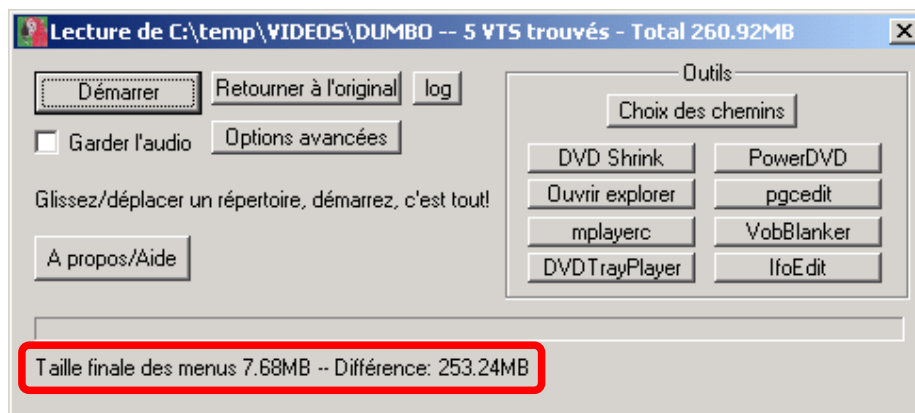 Lecture de C:\temp\VIDEOS\DUMBO -- 5 VTS trouvés - Total 260.92MB
Démarrer
Retourner à l'original
log
Garder l'audio
Options avancées
Glissez/déplacer un répertoire, démarrez, c'est tout!
A propos/Aide
Outils
Choix des chemins
DVD Shrink
PowerDVD
Ouvrir explorer
pgcedit
mplayerc
VobBlanker
DVDTrayPlayer
IfoEdit
Taille finale des menus 7.68MB -- Différence: 253.24MB